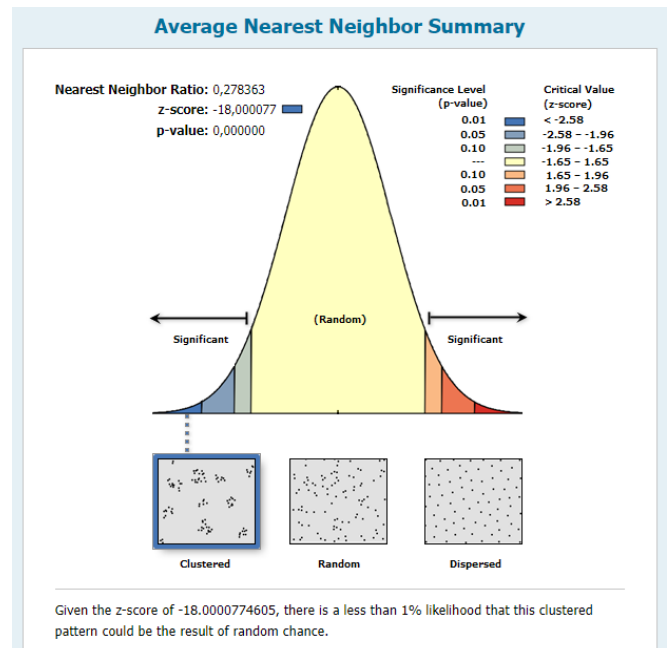 Average Nearest Neighbor Summary
Nearest Neighbor Ratio: 0,278363
z-score: -18,000077
p-value: 0,000000
Significance Level
(p-value)
Critical Value
(z-score)
0.01 < -2.58
0.05 -2.58 – -1.96
0.10 -1.96 – -1.65
--- -1.65 – 1.65
0.10 1.65 – 1.96
0.05 1.96 – 2.58
0.01 > 2.58
(Random)
Significant
Significant
Clustered
Random
Dispersed
Given the z-score of -18.0000774605, there is a less than 1% likelihood that this clustered
pattern could be the result of random chance.